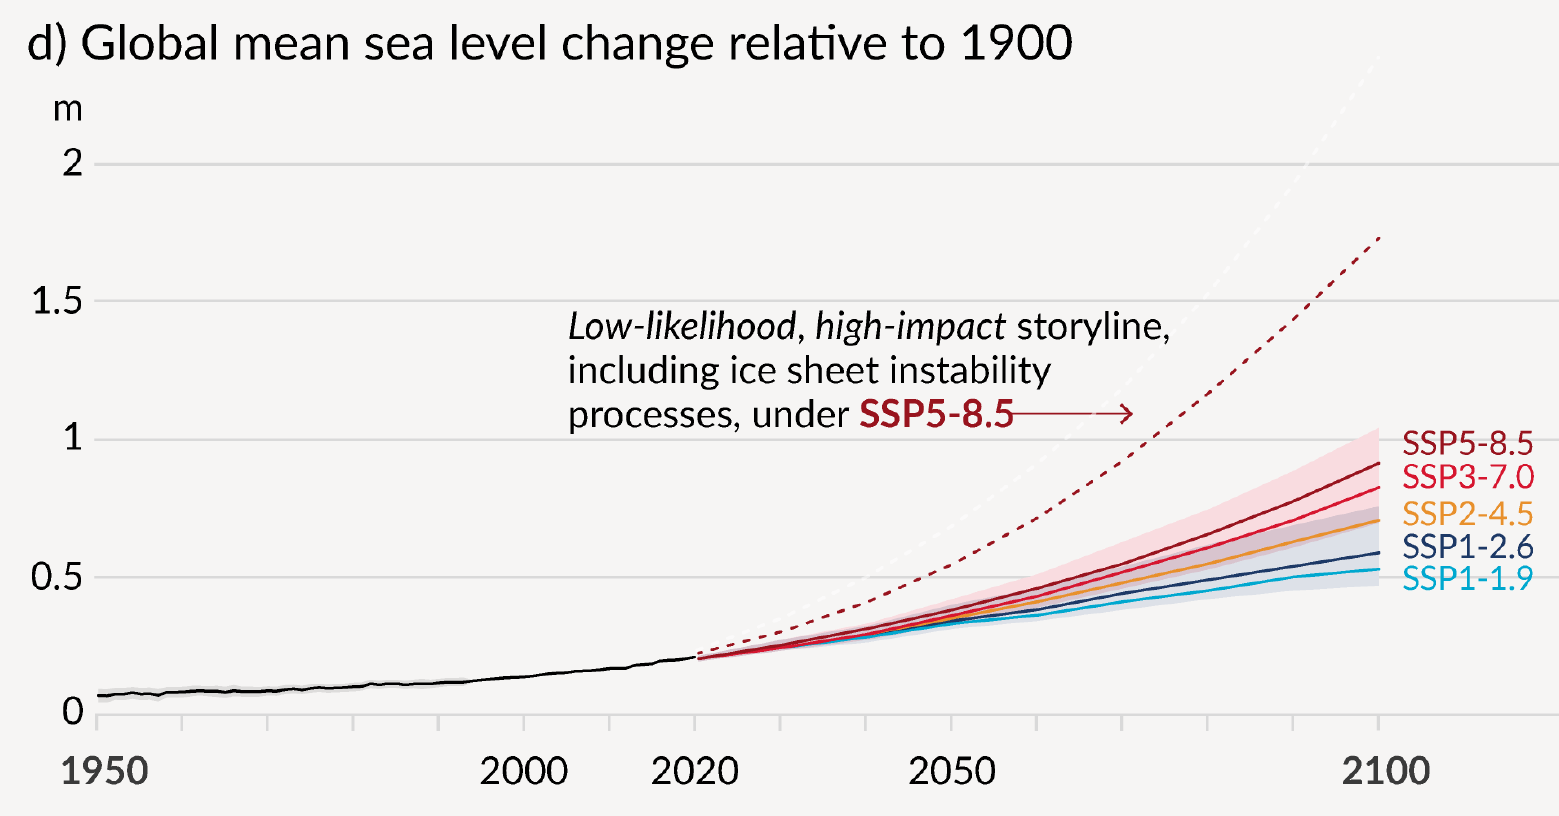 d) Global mean sea level change relative to 1900
m
2
1.5
Low-likelihood, high-impact storyline,
including ice sheet instability
processes, under SSP5-8.5
1
SSP5-8.5
SSP3-7.0
SSP2-4.5
SSP1-2.6
0.5
SSP1-1.9
0
1950 2000 2020 2050 2100